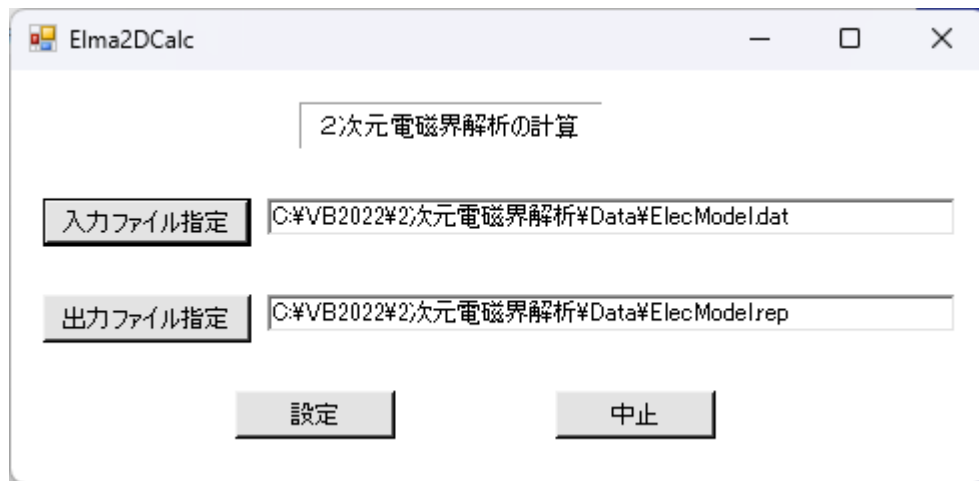 Elma2DCalc
２次元電磁界解析の計算
入力ファイル指定 C:¥VB2022¥2次元電磁界解析¥Data¥ElecModel.dat
出力ファイル指定 C:¥VB2022¥2次元電磁界解析¥Data¥ElecModel.rep
設定 中止